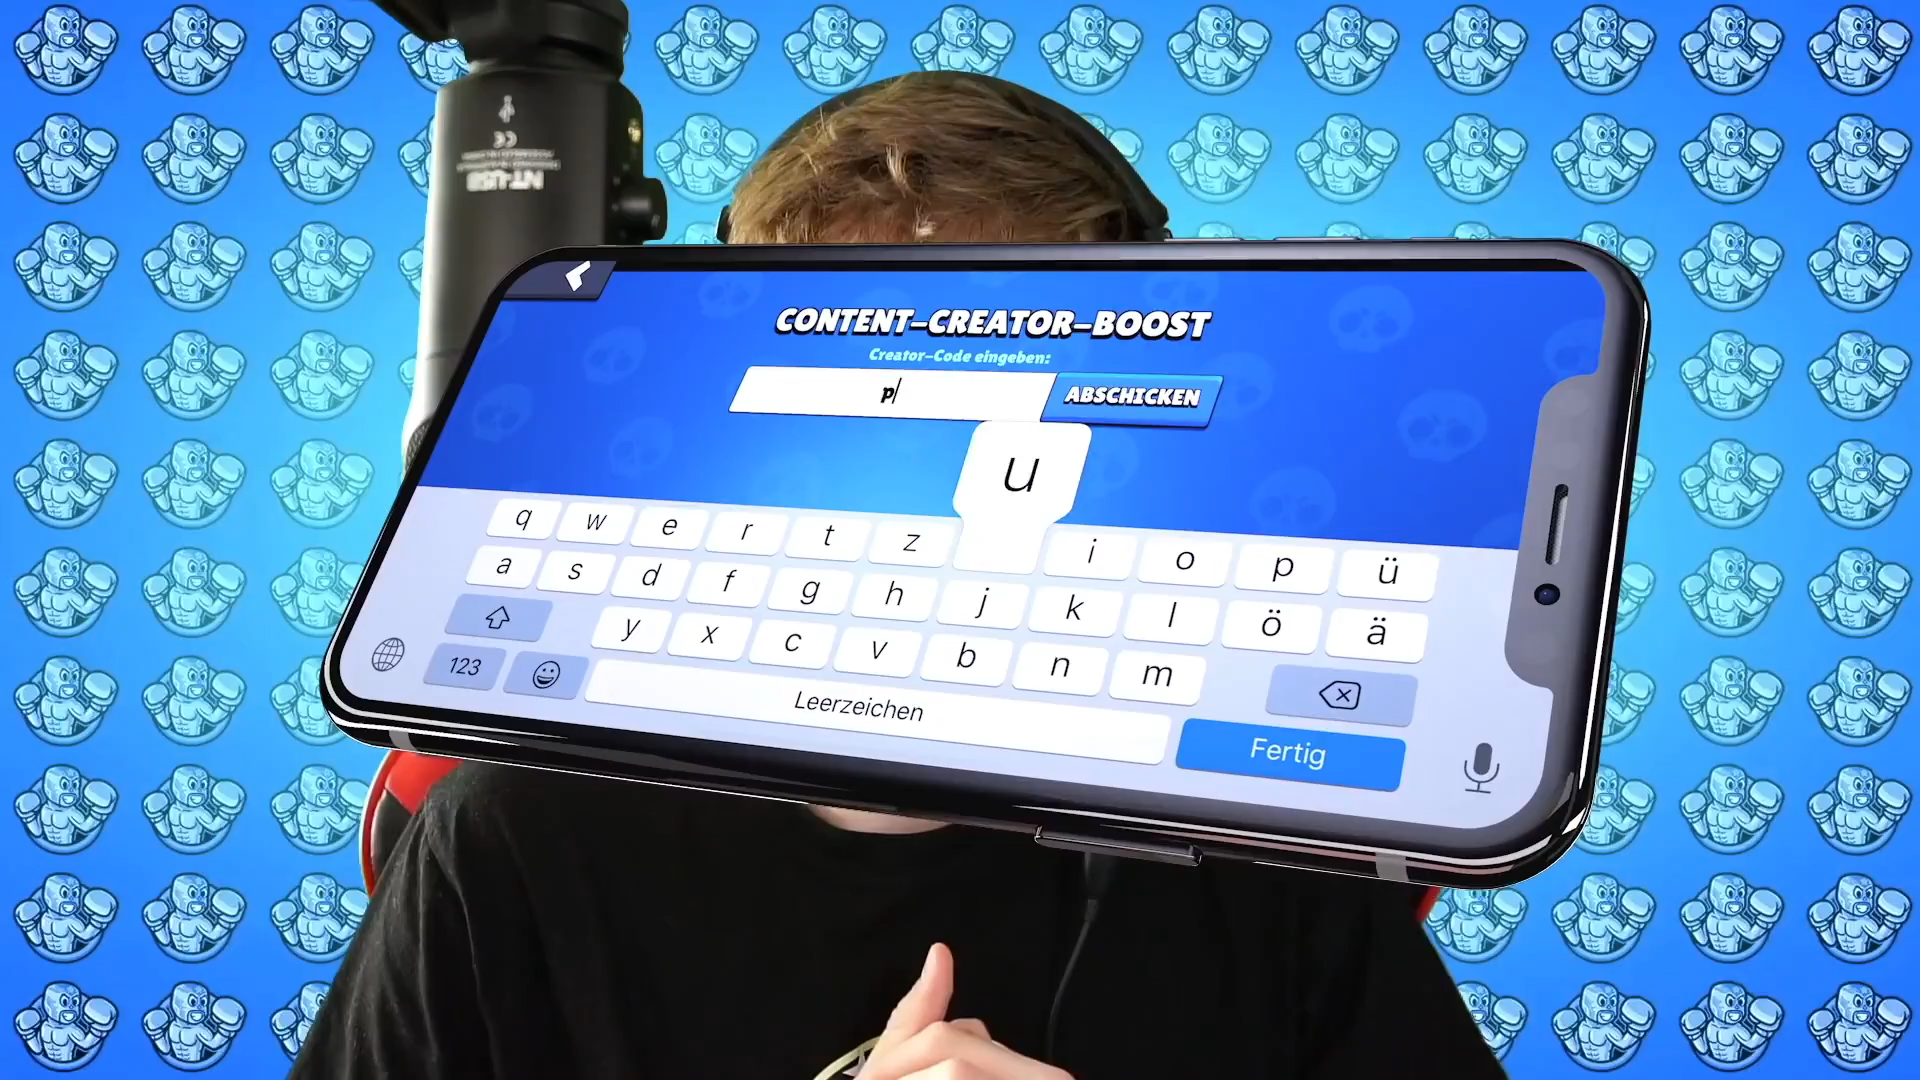 NT-USB
CONTENT-CREATOR-BOOST
Creator-Code eingeben:
p
ABSCHICKEN
u
q w e r t z i o p ü
a s d f g h j k l ö ä
y x c v b n m
123
Leerzeichen
Fertig